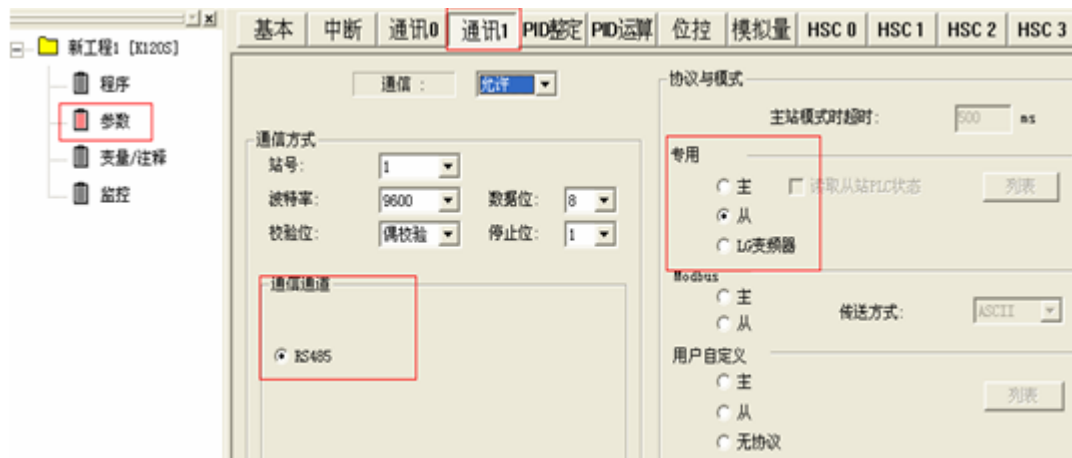 新工程1 [K120S]
程序
参数
变量/注释
监控
基本 中断 通讯0 通讯1 PID整定 PID运算 位控 模拟量 HSC 0 HSC 1 HSC 2 HSC 3
通信 : 允许
通信方式
站号: 1
波特率: 9600 数据位: 8
校验位: 偶校验 停止位: 1
通信通道
RS485
协议与模式
主站模式时超时: 500 ms
专用
主 读取从站PLC状态 列表
从
LG变频器
Modbus
主
从
传送方式: ASCII
用户自定义
主
从
列表
无协议